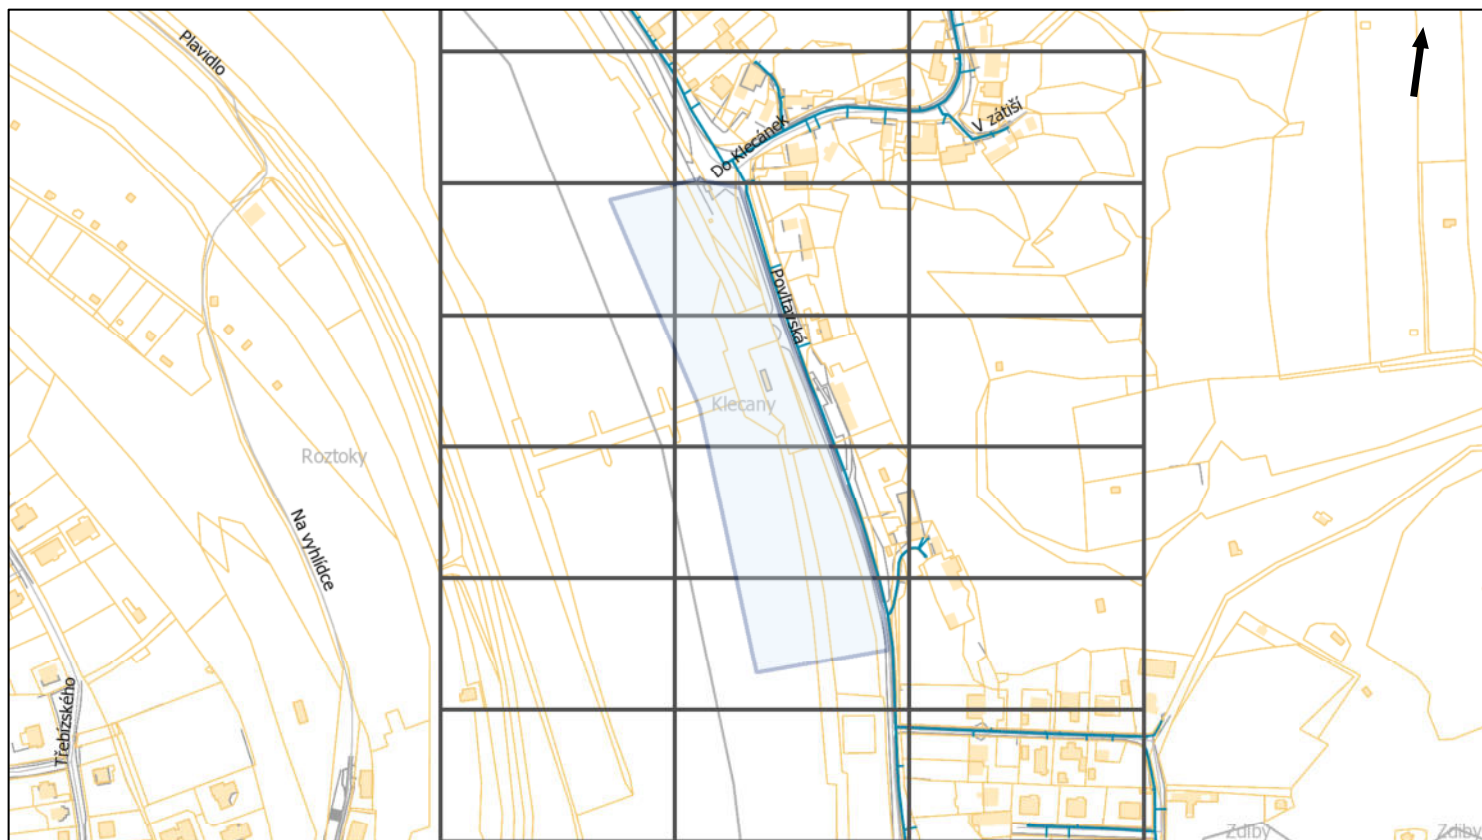 Plavidlo
Do Klecánek
V zátiší
Povltavská
Klecany
Roztoky
Na vyhlídce
Třebízského
Zdiby
Zdiby